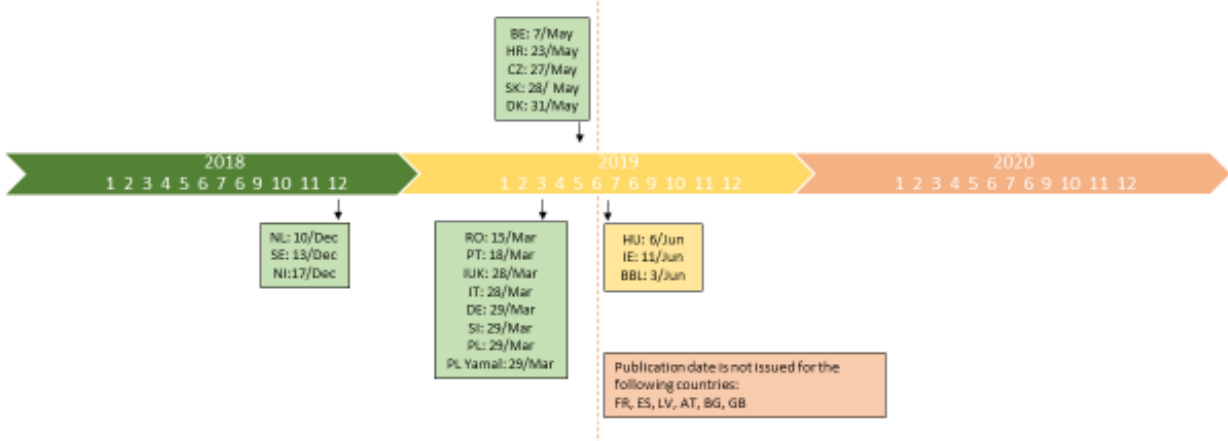 BE: 7/May
HR: 23/May
CZ: 27/May
SK: 28/ May
DK: 31/May
2018
1 2 3 4 5 6 7 8 9 10 11 12
2019
1 2 3 4 5 6 7 8 9 10 11 12
2020
1 2 3 4 5 6 7 8 9 10 11 12
NL: 10/Dec
SE: 13/Dec
NI:17/Dec
RO: 15/Mar
PT: 18/Mar
IUK: 28/Mar
IT: 28/Mar
DE: 29/Mar
SI: 29/Mar
PL: 29/Mar
PL Yamal: 29/Mar
HU: 6/Jun
IE: 11/Jun
BBL: 3/Jun
Publication date is not issued for the
following countries:
FR, ES, LV, AT, BG, GB